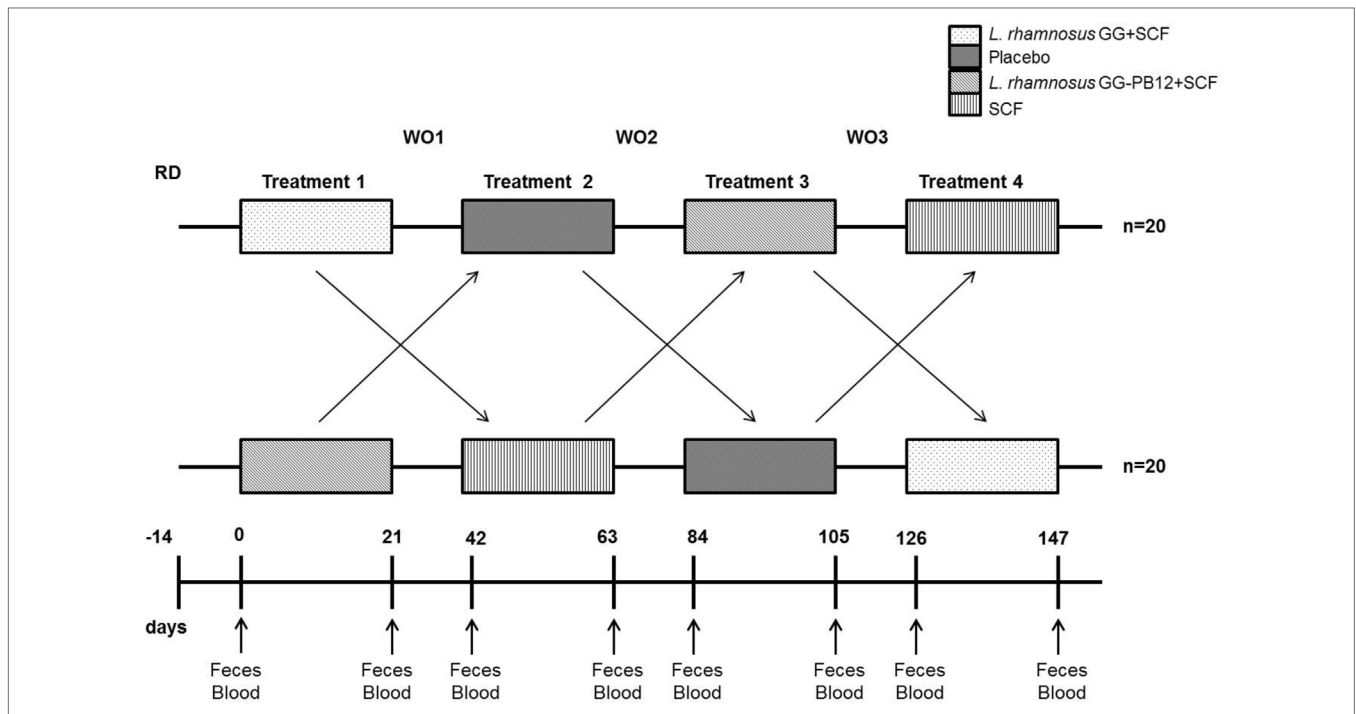 L. rhamnosus GG+SCF
Placebo
L. rhamnosus GG-PB12+SCF
SCF
WO1 WO2 WO3
RD
Treatment 1 Treatment 2 Treatment 3 Treatment 4
n=20
n=20
-14 0 21 42 63 84 105 126 147
days
Feces Feces Feces Feces Feces Feces Feces Feces
Blood Blood Blood Blood Blood Blood Blood Blood